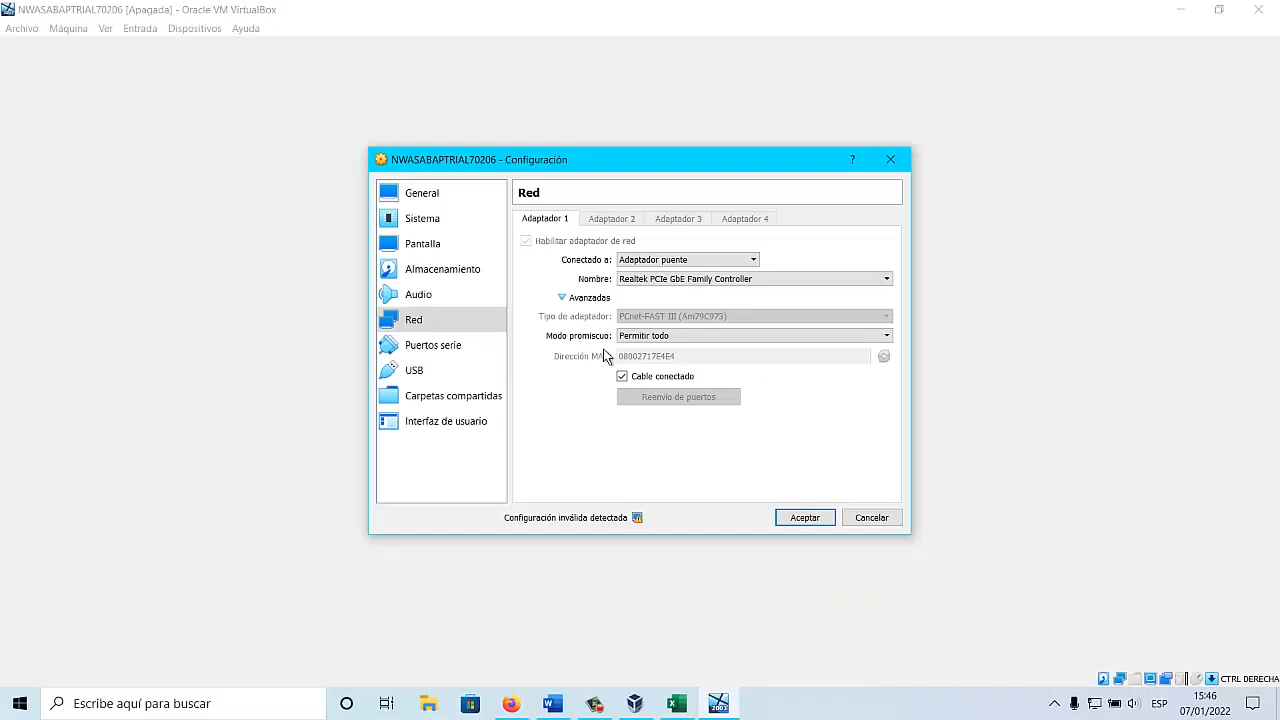 NWASABAPTRIAL70206 [Apagada] - Oracle VM VirtualBox
Archivo Máquina Ver Entrada Dispositivos Ayuda
NWASABAPTRIAL70206 - Configuración
?
General
Sistema
Pantalla
Almacenamiento
Audio
Red
Puertos serie
USB
Carpetas compartidas
Interfaz de usuario
Red
Adaptador 1 Adaptador 2 Adaptador 3 Adaptador 4
Habilitar adaptador de red
Conectado a: Adaptador puente
Nombre: Realtek PCIe GbE Family Controller
Avanzadas
Tipo de adaptador: PCnet-FAST III (Am79C973)
Modo promiscuo: Permitir todo
Dirección 08002717E4E4
Cable conectado
Reenvío de puertos
Configuración inválida detectada
Aceptar Cancelar
CTRL DERECHA
Escribe aquí para buscar
ESP
15:46
07/01/2022